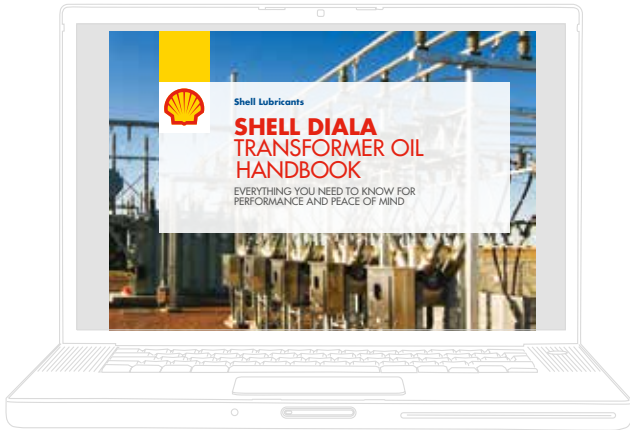 Shell Lubricants
SHELL DIALA
TRANSFORMER OIL
HANDBOOK
EVERYTHING YOU NEED TO KNOW FOR
PERFORMANCE AND PEACE OF MIND